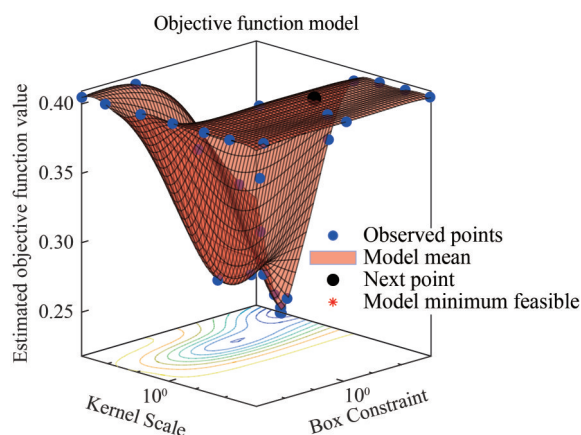 Objective function model
Estimated objective function value
0.40
0.35
0.30
0.25
Observed points
Model mean
Next point
Model minimum feasible
10⁰
Kernel Scale
10⁰
Box Constraint